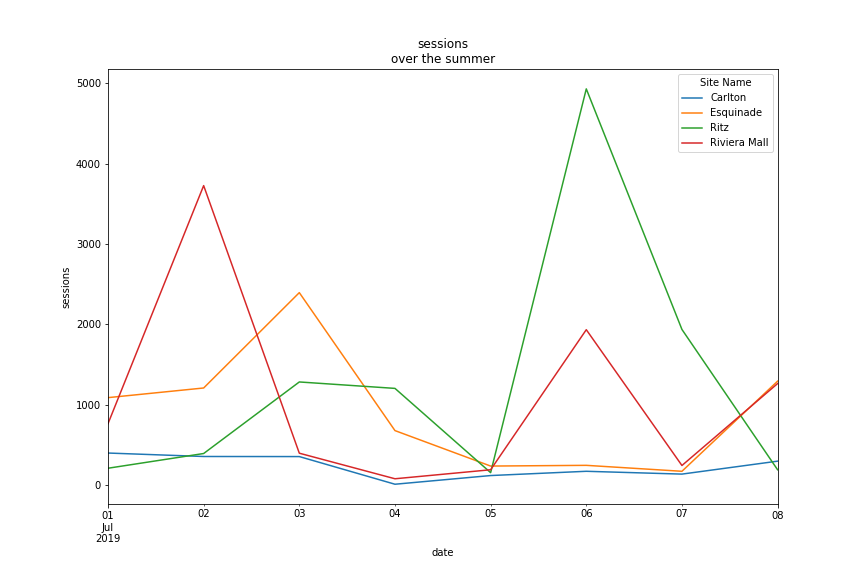 sessions
over the summer
Site Name
Carlton
Esquinade
Ritz
Riviera Mall
5000
4000
3000
2000
1000
0
sessions
01 02 03 04 05 06 07 08
Jul
2019
date